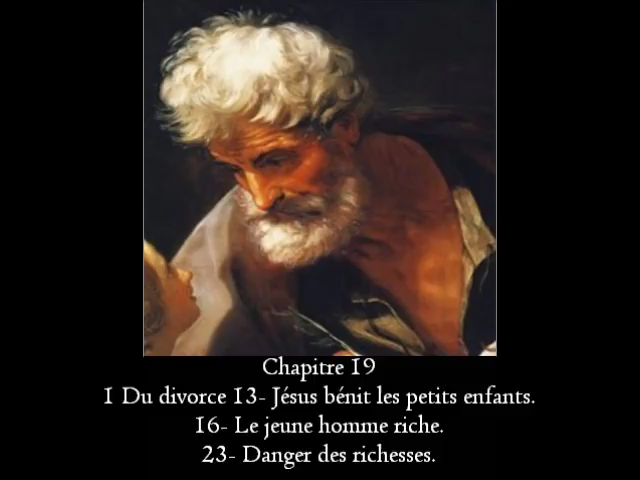 Chapitre 19
1 Du divorce 13- Jésus bénit les petits enfants.
16- Le jeune homme riche.
23- Danger des richesses.